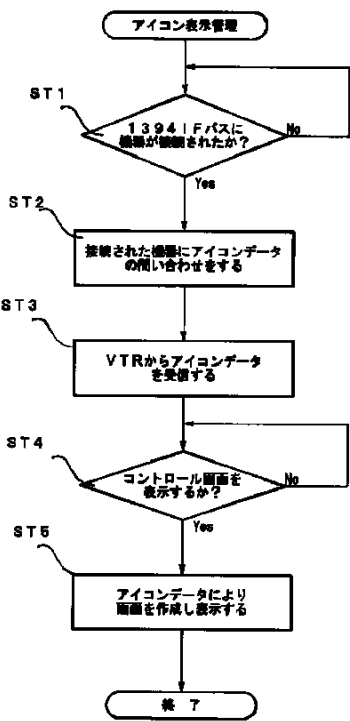 アイコン表示管理
ST1
1394IFバスに
機器が接続されたか？
No
Yes
ST2
接続された機器にアイコンデータ
の問い合わせをする
ST3
VTRからアイコンデータ
を受信する
ST4
コントロール画面を
表示するか？
No
Yes
ST5
アイコンデータにより
画面を作成し表示する
終 了